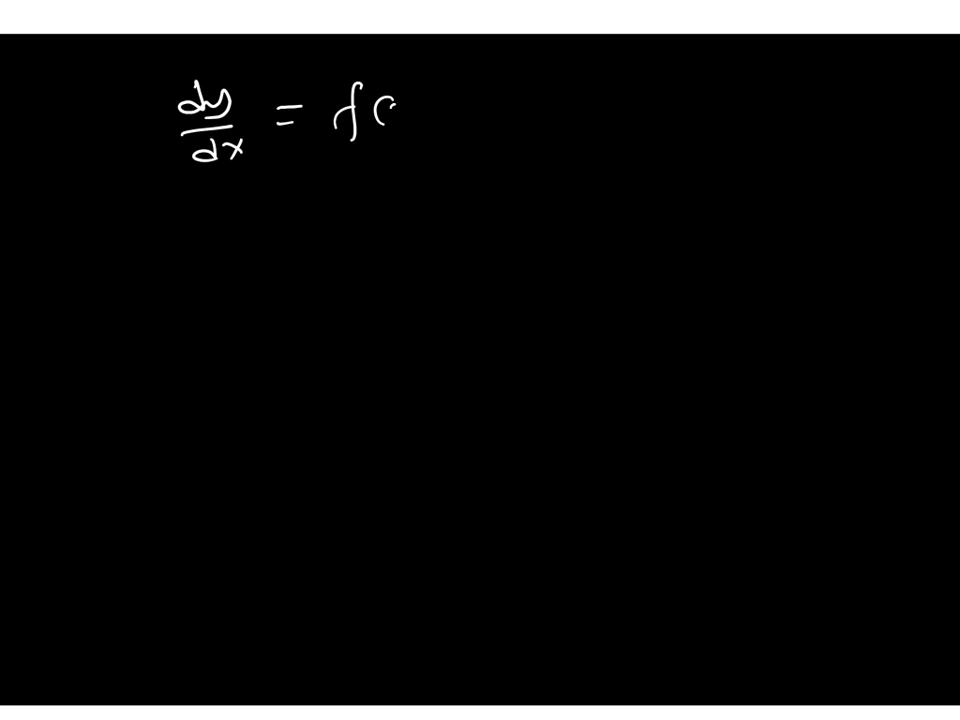 dy/dx = f(